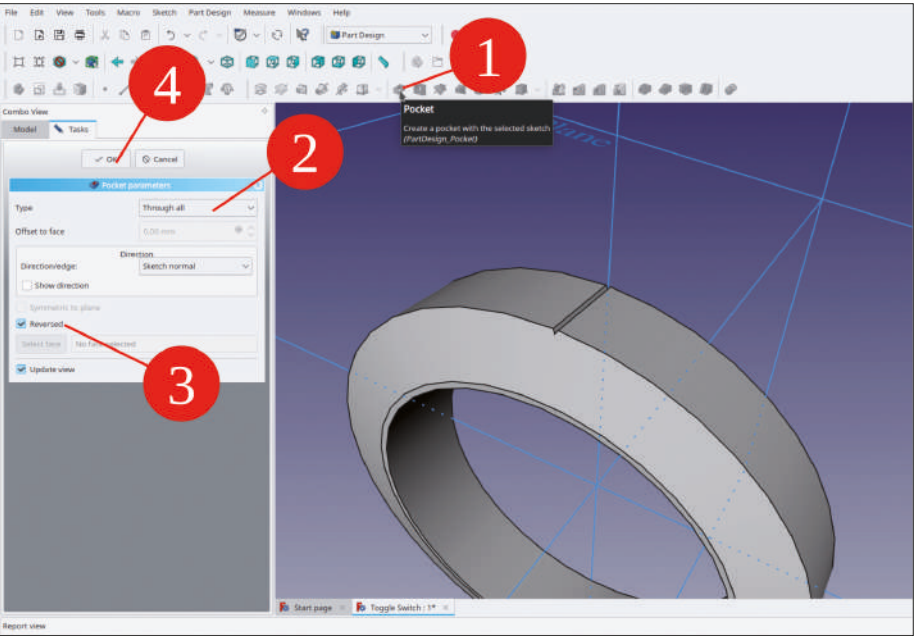 File Edit View Tools Macro Sketch Part Design Measure Windows Help
Part Design
1
4
Pocket
Create a pocket with the selected sketch
(PartDesign_Pocket)
Combo View
Model Tasks
2
OK Cancel
Pocket parameters
Type Through all
Offset to face 0,00 mm
Direction
Direction/edge: Sketch normal
Show direction
Symmetric to plane
Reversed
Select face No face selected
Update view
3
Start page Toggle Switch : 1*
Report view